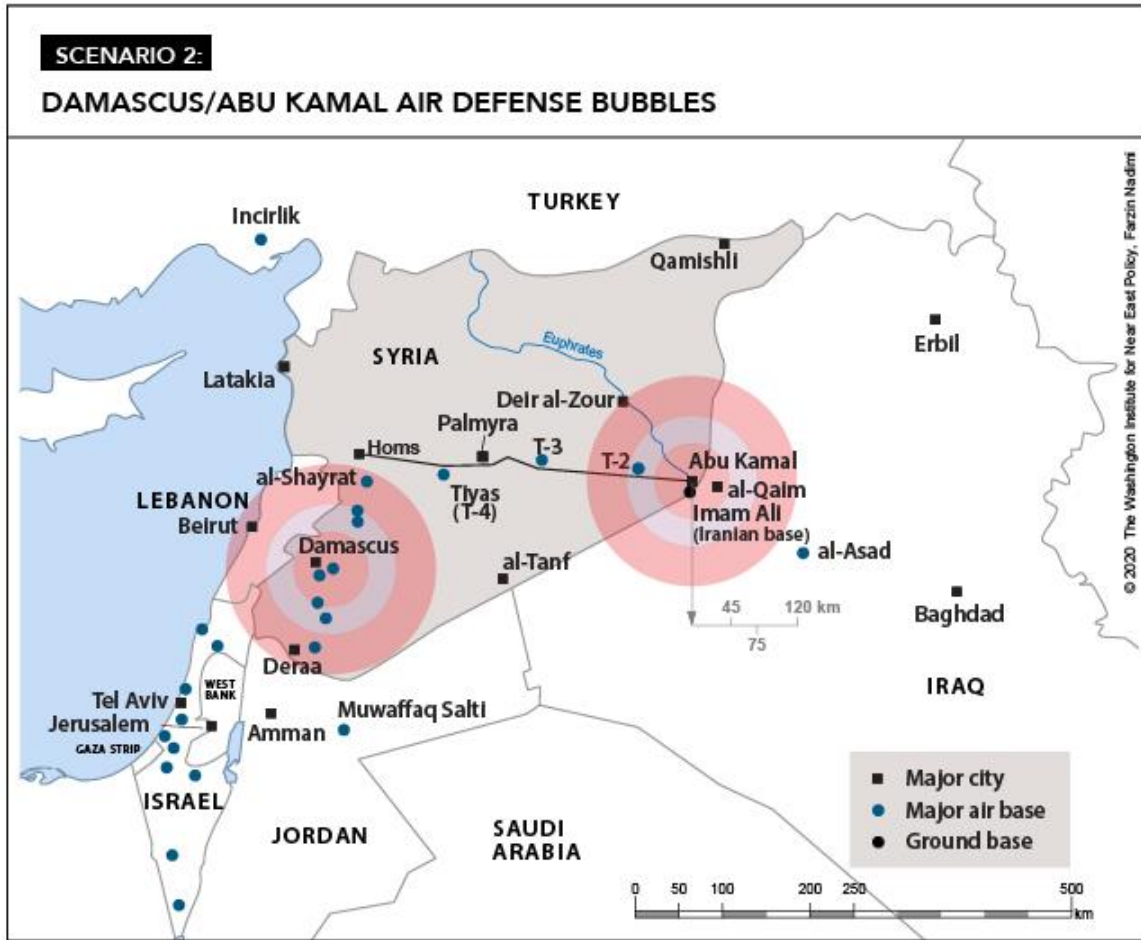 SCENARIO 2:
DAMASCUS/ABU KAMAL AIR DEFENSE BUBBLES
TURKEY
Incirlik
Qamishli
Erbil
Euphrates
SYRIA
Latakia
Deir al-Zour
Palmyra
Homs
T-3
T-2
Abu Kamal
al-Shayrat
Tiyas
(T-4)
al-Qaim
LEBANON
Imam Ali
(Iranian base)
Beirut
Damascus
al-Tanf
al-Asad
45
120 km
75
Baghdad
Deraa
WEST
BANK
IRAQ
Tel Aviv
Jerusalem
Muwaffaq Salti
Amman
GAZA STRIP
ISRAEL
JORDAN
SAUDI
ARABIA
Major city
Major air base
Ground base
0 50 100 200 250 500
km
© 2020 The Washington Institute for Near East Policy, Farzin Nadimi